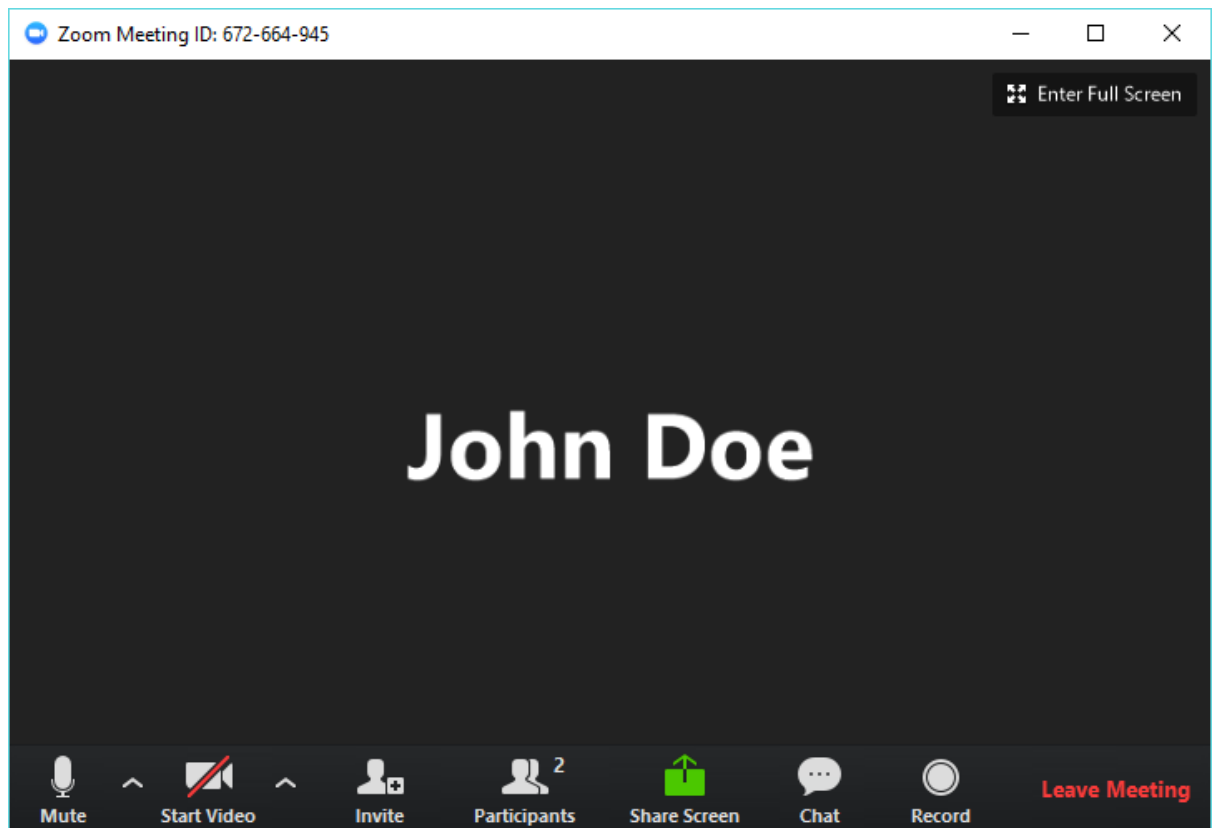 Zoom Meeting ID: 672-664-945
Enter Full Screen
John Doe
2
Mute Start Video Invite Participants Share Screen Chat Record Leave Meeting